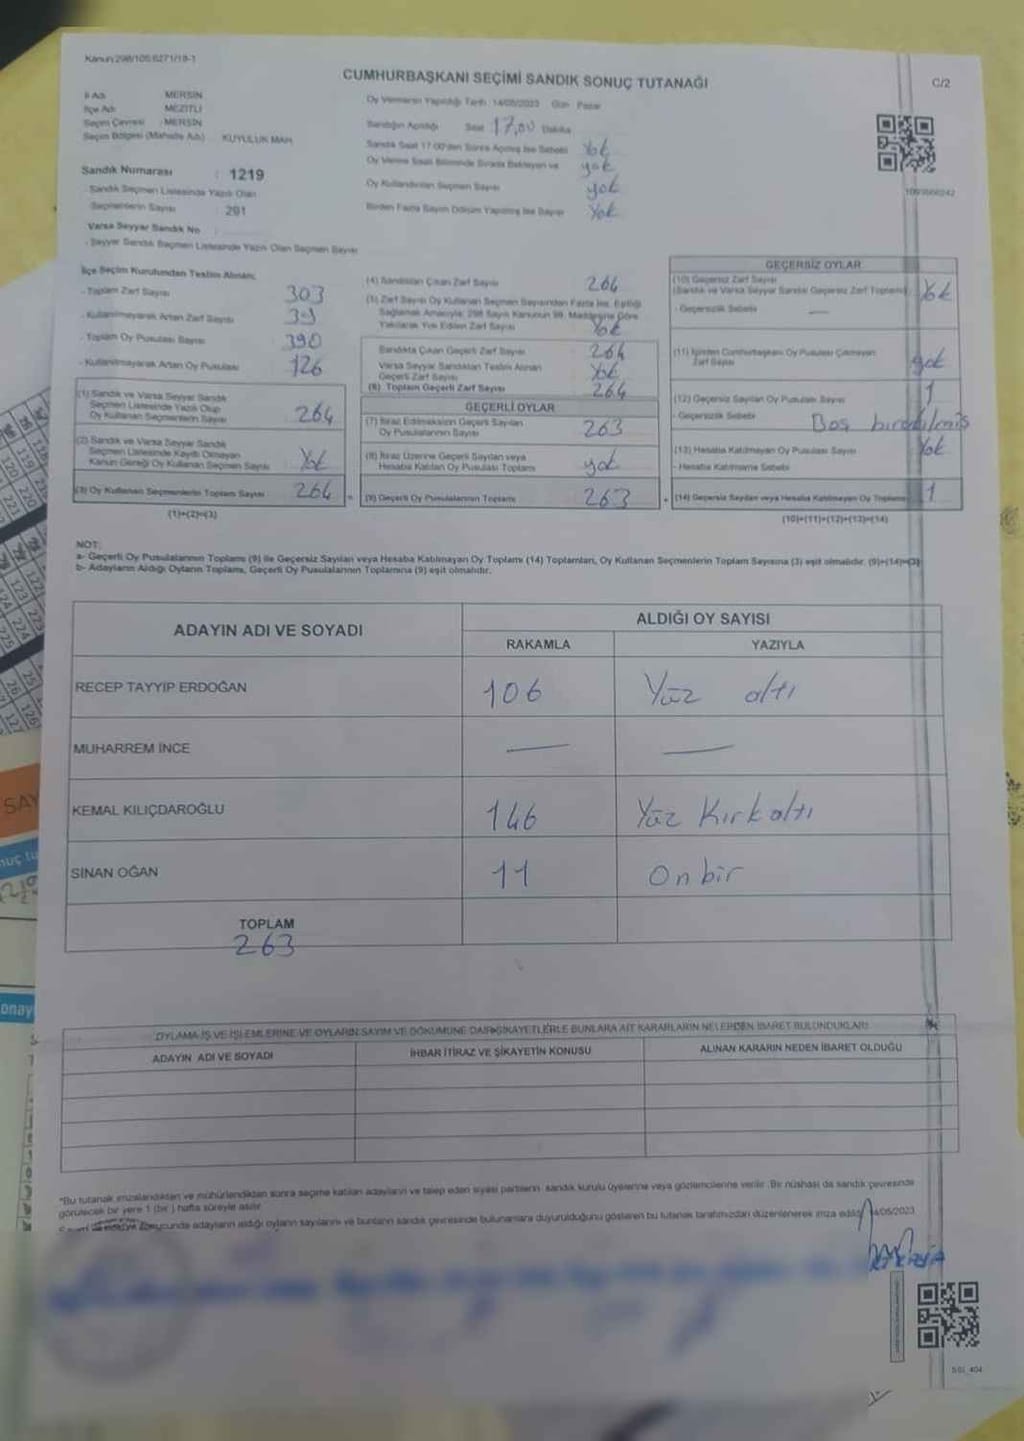 Kanun:298/105;6271/18-1
CUMHURBAŞKANI SEÇİMİ SANDIK SONUÇ TUTANAĞI
C/2
İl Adı MERSİN
İlçe Adı MEZİTLİ
Seçim Çevresi : MERSİN
Seçim Bölgesi (Mahalle Adı) KUYULUK MAH
Sandık Numarası : 1219
Sandık Seçmen Listesinde Yazılı Olan
Seçmenlerin Sayısı 291
Varsa Seyyar Sandık No
- Seyyar Sandık Seçmen Listesinde Yazılı Olan Seçmen Sayısı
Oy Vermenin Yapıldığı Tarih: 14/05/2023 Gün Pazar
Sandığın Açıldığı Saat 17,00 Dakika
Sandık Saat 17.00'den Sonra Açılmış İse Sebebi Yok
Oy Verme Saati Bitiminde Sırada Bekleyen ve yok
Oy Kullandırılan Seçmen Sayısı yok
Birden Fazla Sayım Döküm Yapılmış İse Sayısı Yok
İlçe Seçim Kurulundan Teslim Alınan;
- Toplam Zarf Sayısı 303
- Kullanılmayarak Artan Zarf Sayısı 39
- Toplam Oy Pusulası Sayısı 390
- Kullanılmayarak Artan Oy Pusulası 126
(1) Sandık ve Varsa Seyyar Sandık
Seçmen Listesinde Yazılı Olup
Oy Kullanan Seçmenlerin Sayısı 264
(2) Sandık ve Varsa Seyyar Sandık
Seçmen Listesinde Kayıtlı Olmayan
Kanun Gereği Oy Kullanan Seçmen Sayısı Yok
(3) Oy Kullanan Seçmenlerin Toplam Sayısı 264
(1)+(2)=(3)
(4) Sandıktan Çıkan Zarf Sayısı 264
(5) Zarf Sayısı Oy Kullanan Seçmen Sayısından Fazla İse, Eşitliği
Sağlamak Amacıyla; 298 Sayılı Kanunun 98. Maddesine Göre
Yakılarak Yok Edilen Zarf Sayısı Yok
Sandıkta Çıkan Geçerli Zarf Sayısı 264
Varsa Seyyar Sandıktan Teslim Alınan
Geçerli Zarf Sayısı Yok
(6) Toplam Geçerli Zarf Sayısı 264
GEÇERLİ OYLAR
(7) İtiraz Edilmeksizin Geçerli Sayılan
Oy Pusulalarının Sayısı 263
(8) İtiraz Üzerine Geçerli Sayılan veya
Hesaba Katılan Oy Pusulası Toplamı yok
(9) Geçerli Oy Pusulalarının Toplamı 263
GEÇERSİZ OYLAR
(10) Geçersiz Zarf Sayısı
(Sandık ve Varsa Seyyar Sandık Geçersiz Zarf Toplamı) Yok
- Geçersizlik Sebebi —
(11) İçinden Cumhurbaşkanı Oy Pusulası Çıkmayan
Zarf Sayısı yok
(12) Geçersiz Sayılan Oy Pusulası Sayısı 1
- Geçersizlik Sebebi Boş bırakılmış
(13) Hesaba Katılmayan Oy Pusulası Sayısı Yok
- Hesaba Katılmama Sebebi
(14) Geçersiz Sayılan veya Hesaba Katılmayan Oy Toplamı 1
(10)+(11)+(12)+(13)=(14)
NOT:
a- Geçerli Oy Pusulalarının Toplamı (9) ile Geçersiz Sayılan veya Hesaba Katılmayan Oy Toplamı (14) Toplamları, Oy Kullanan Seçmenlerin Toplam Sayısına (3) eşit olmalıdır. (9)+(14)=(3)
b- Adayların Aldığı Oyların Toplamı, Geçerli Oy Pusulalarının Toplamına (9) eşit olmalıdır.
ADAYIN ADI VE SOYADI
ALDIĞI OY SAYISI
RAKAMLA YAZIYLA
RECEP TAYYİP ERDOĞAN 106 Yüz altı
MUHARREM İNCE — —
KEMAL KILIÇDAROĞLU 146 Yüz Kırk altı
SİNAN OĞAN 11 On bir
TOPLAM
263
OYLAMA İŞ VE İŞLEMLERİNE VE OYLARIN SAYIM VE DÖKÜMÜNE DAİR ŞİKAYETLERLE BUNLARA AİT KARARLARIN NELERDEN İBARET BULUNDUKLARI
ADAYIN ADI VE SOYADI İHBAR İTİRAZ VE ŞİKAYETİN KONUSU ALINAN KARARIN NEDEN İBARET OLDUĞU
*Bu tutanak imzalandıktan ve mühürlendikten sonra seçime katılan adayların ve talep eden siyasi partilerin sandık kurulu üyelerine veya gözlemcilerine verilir. Bir nüshası da sandık çevresinde
görülecek bir yere 1 (bir) hafta süreyle asılır.
sonucunda adayların aldığı oyların sayılarını ve bunların sandık çevresinde bulunanlara duyurulduğunu gösteren bu tutanak tarafımızdan düzenlenerek imza edildi 14/05/2023